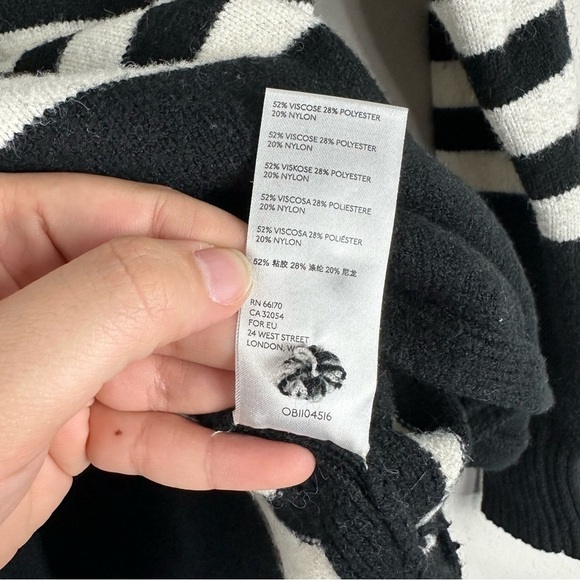 52% VISCOSE 28% POLYESTER
20% NYLON
52% VISCOSE 28% POLYESTER
20% NYLON
52% VISKOSE 28% POLYESTER
20% NYLON
52% VISCOSA 28% POLIESTERE
20% NYLON
52% VISCOSA 28% POLIÉSTER
20% NYLON
52% 粘胶 28% 涤纶 20% 尼龙
RN 66170
CA 32054
FOR EU
24 WEST STREET
LONDON,
OB1104516